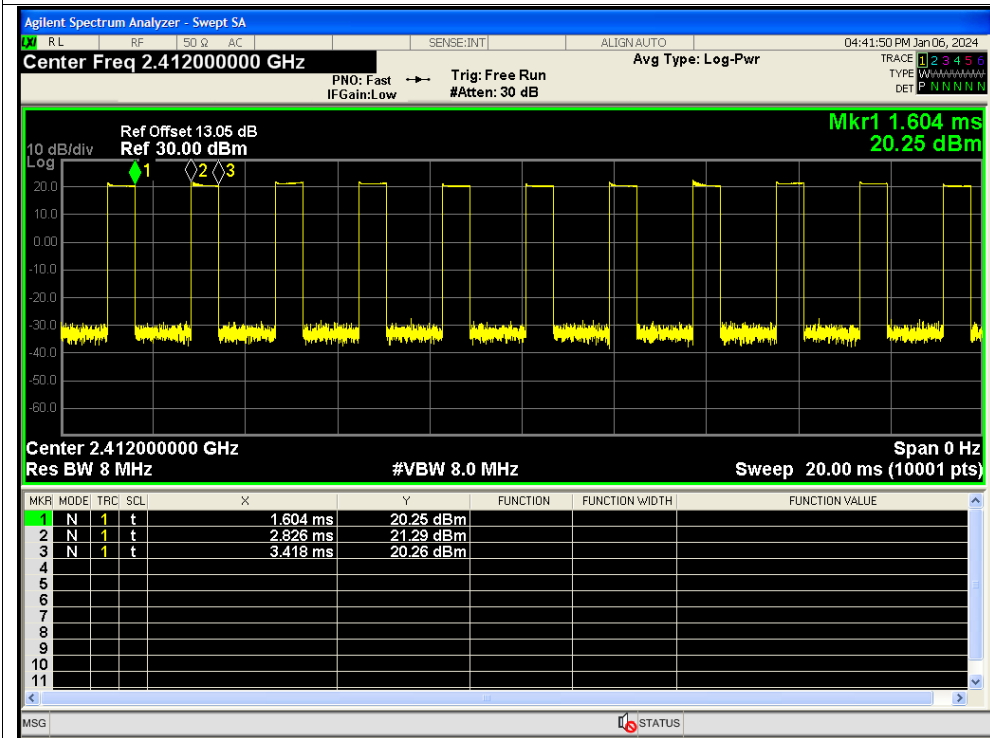 Agilent Spectrum Analyzer - Swept SA
LXI RL RF 50 Ω AC SENSE:INT ALIGN AUTO 04:41:50 PM Jan 06, 2024
Center Freq 2.412000000 GHz Avg Type: Log-Pwr TRACE 1 2 3 4 5 6
PNO: Fast Trig: Free Run TYPE W
IFGain:Low #Atten: 30 dB DET P N N N N N
Mkr1 1.604 ms
Ref Offset 13.05 dB
10 dB/div Ref 30.00 dBm 20.25 dBm
Log
1 2 3
20.0
10.0
0.00
-10.0
-20.0
-30.0
-40.0
-50.0
-60.0
Center 2.412000000 GHz Span 0 Hz
Res BW 8 MHz #VBW 8.0 MHz Sweep 20.00 ms (10001 pts)
MKR MODE TRC SCL X Y FUNCTION FUNCTION WIDTH FUNCTION VALUE
1 N 1 t 1.604 ms 20.25 dBm
2 N 1 t 2.826 ms 21.29 dBm
3 N 1 t 3.418 ms 20.26 dBm
4
5
6
7
8
9
10
11
MSG STATUS